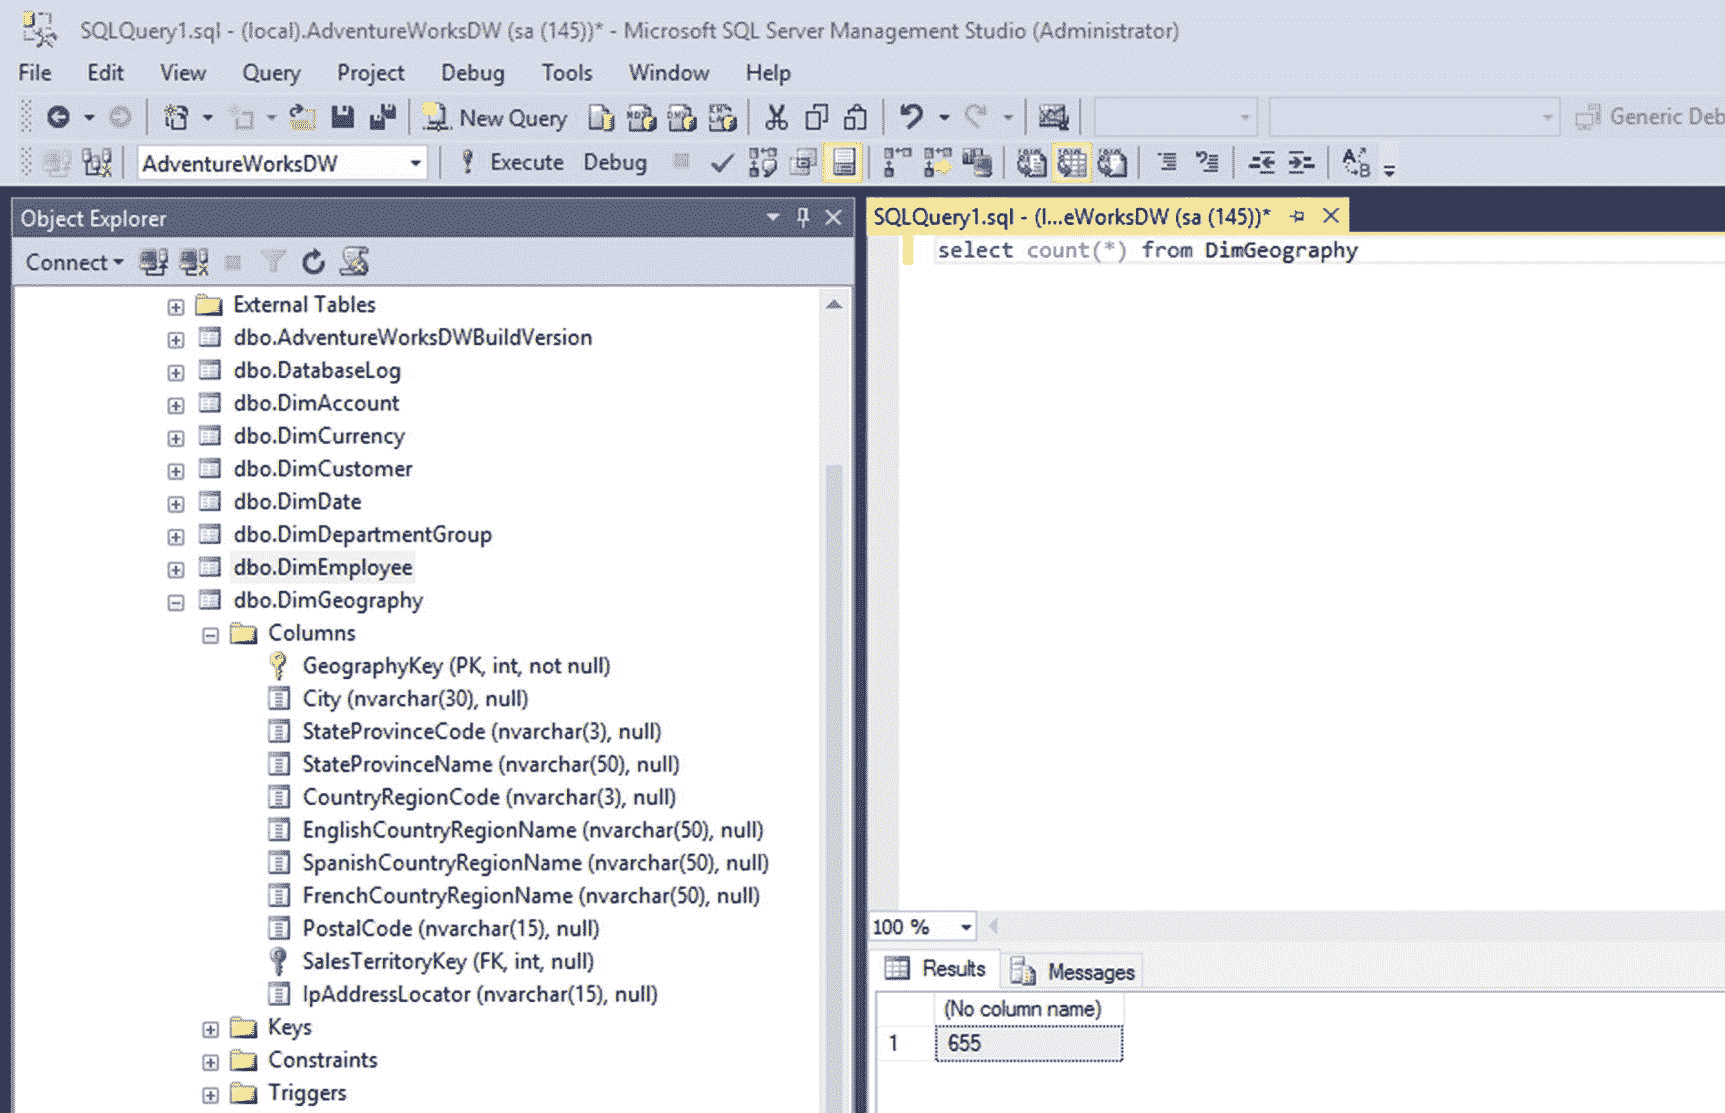 SQLQuery1.sql - (local).AdventureWorksDW (sa (145))* - Microsoft SQL Server Management Studio (Administrator)
File Edit View Query Project Debug Tools Window Help
New Query Generic Deb
AdventureWorksDW Execute Debug
Object Explorer
Connect
External Tables
dbo.AdventureWorksDWBuildVersion
dbo.DatabaseLog
dbo.DimAccount
dbo.DimCurrency
dbo.DimCustomer
dbo.DimDate
dbo.DimDepartmentGroup
dbo.DimEmployee
dbo.DimGeography
Columns
GeographyKey (PK, int, not null)
City (nvarchar(30), null)
StateProvinceCode (nvarchar(3), null)
StateProvinceName (nvarchar(50), null)
CountryRegionCode (nvarchar(3), null)
EnglishCountryRegionName (nvarchar(50), null)
SpanishCountryRegionName (nvarchar(50), null)
FrenchCountryRegionName (nvarchar(50), null)
PostalCode (nvarchar(15), null)
SalesTerritoryKey (FK, int, null)
IpAddressLocator (nvarchar(15), null)
Keys
Constraints
Triggers
SQLQuery1.sql - (l...eWorksDW (sa (145))*
select count(*) from DimGeography
100 %
Results Messages
(No column name)
1 655